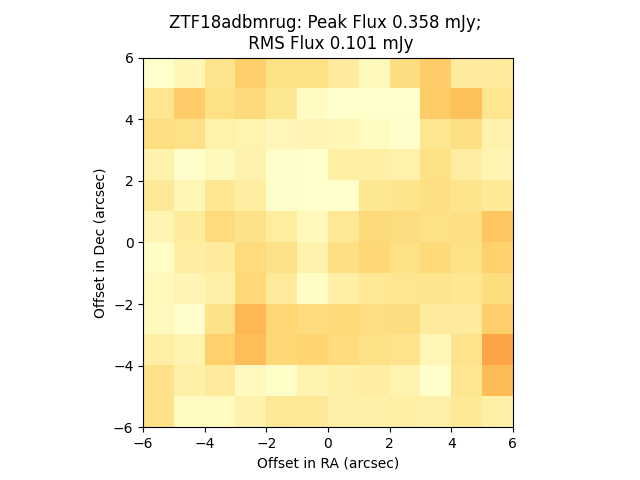 ZTF18adbmrug: Peak Flux 0.358 mJy;
RMS Flux 0.101 mJy
6
4
2
0
−2
−4
−6
Offset in Dec (arcsec)
−6 −4 −2 0 2 4 6
Offset in RA (arcsec)